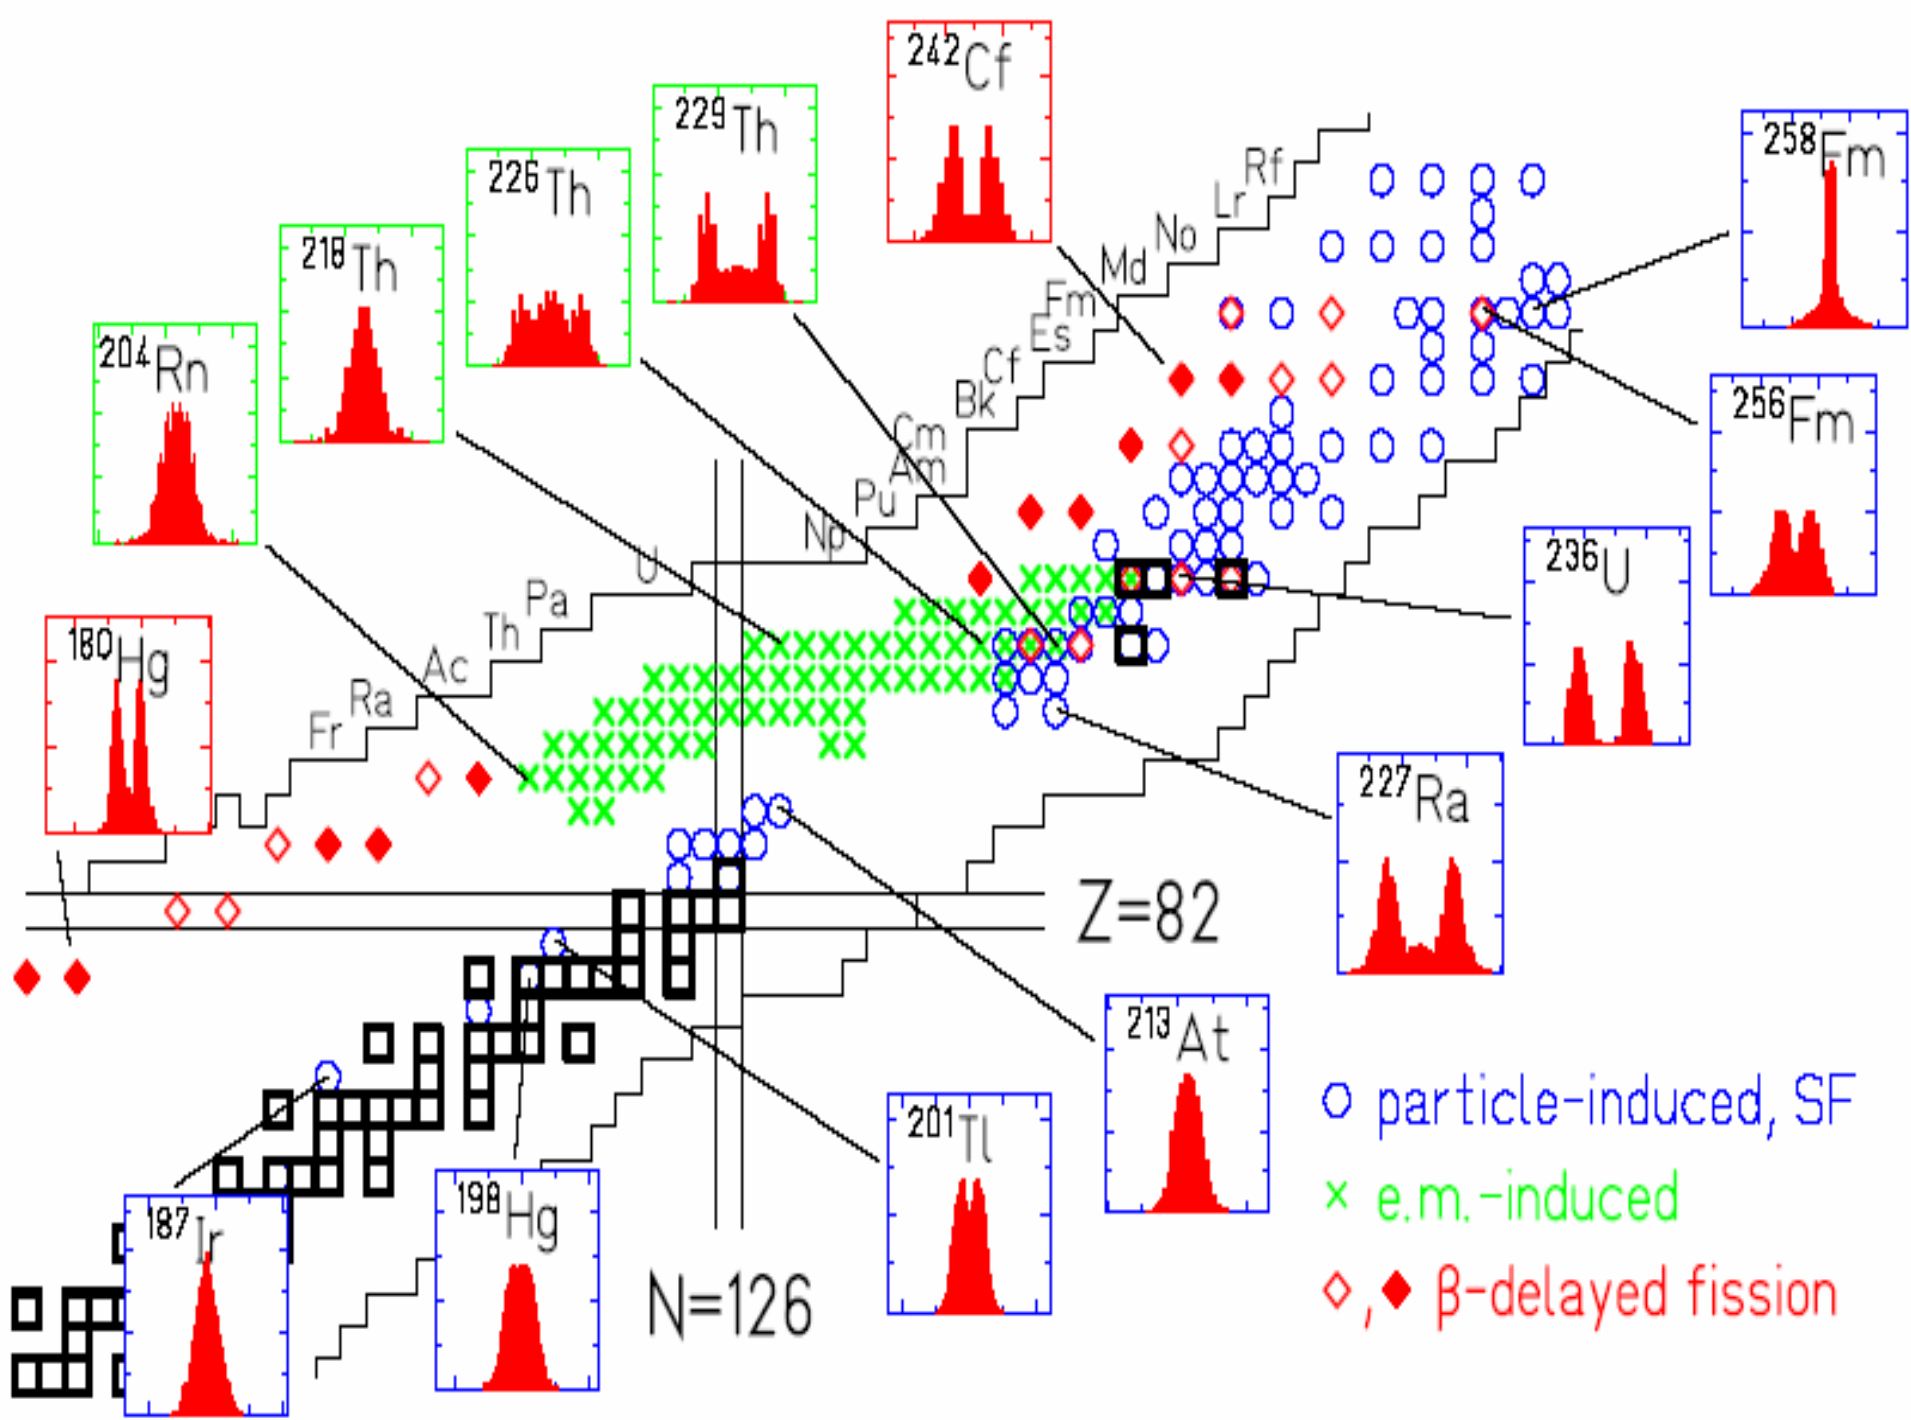 242Cf
229Th
258Fm
226Th
Rf
Lr
218Th
No
Md
Fm
204Rn
Es
Cf
256Fm
Bk
Cm
Am
Pu
Np
236U
U
Pa
Th
180Hg
Ac
Ra
Fr
227Ra
Z=82
213At
201Tl
particle-induced, SF
198Hg
e.m.-induced
187Ir
N=126
, β-delayed fission